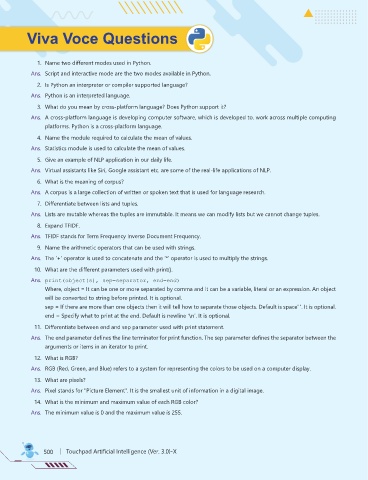 Viva Voce Questions
1. Name two different modes used in Python.
Ans. Script and interactive mode are the two modes available in Python.
2. Is Python an interpreter or compiler supported language?
Ans. Python is an interpreted language.
3. What do you mean by cross-platform language? Does Python support it?
Ans. A cross-platform language is developing computer software, which is developed to, work across multiple computing
platforms. Python is a cross-platform language.
4. Name the module required to calculate the mean of values.
Ans. Statistics module is used to calculate the mean of values.
5. Give an example of NLP application in our daily life.
Ans. Virtual assistants like Siri, Google assistant etc. are some of the real-life applications of NLP.
6. What is the meaning of corpus?
Ans. A corpus is a large collection of written or spoken text that is used for language research.
7. Differentiate between lists and tuples.
Ans. Lists are mutable whereas the tuples are immutable. It means we can modify lists but we cannot change tuples.
8. Expand TFIDF.
Ans. TFIDF stands for Term Frequency Inverse Document Frequency.
9. Name the arithmetic operators that can be used with strings.
Ans. The '+' operator is used to concatenate and the '*' operator is used to multiply the strings.
10. What are the different parameters used with print().
Ans. print(object(s), sep=separator, end=end)
Where, object = It can be one or more separated by comma and it can be a variable, literal or an expression. An object
will be converted to string before printed. It is optional.
sep = If there are more than one objects then it will tell how to separate those objects. Default is space' '. It is optional.
end = Specify what to print at the end. Default is newline '\n'. It is optional.
11. Differentiate between end and sep parameter used with print statement.
Ans. The end parameter defines the line terminator for print function. The sep parameter defines the separator between the
arguments or items in an iterator to print.
12. What is RGB?
Ans. RGB (Red, Green, and Blue) refers to a system for representing the colors to be used on a computer display.
13. What are pixels?
Ans. Pixel stands for "Picture Element". It is the smallest unit of information in a digital image.
14. What is the minimum and maximum value of each RGB color?
Ans. The minimum value is 0 and the maximum value is 255.
500 | Touchpad Artificial Intelligence (Ver. 3.0)-X